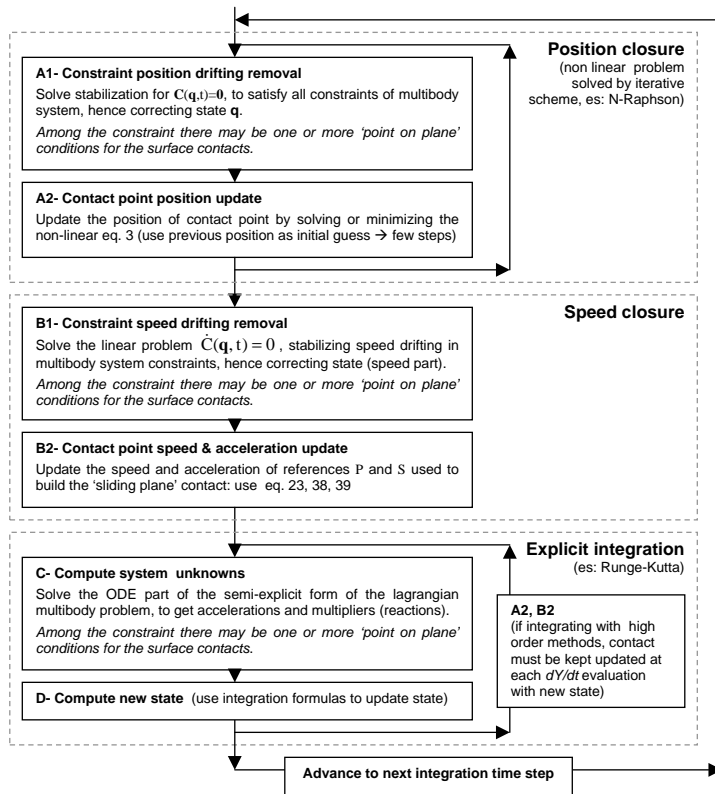 Position closure
(non linear problem
solved by iterative
scheme, es: N-Raphson)
A1- Constraint position drifting removal
Solve stabilization for C(q,t)=0, to satisfy all constraints of multibody
system, hence correcting state q.
Among the constraint there may be one or more ‘point on plane’
conditions for the surface contacts.
A2- Contact point position update
Update the position of contact point by solving or minimizing the
non-linear eq. 3 (use previous position as initial guess → few steps)
Speed closure
B1- Constraint speed drifting removal
Solve the linear problem Ċ(q, t) = 0 , stabilizing speed drifting in
multibody system constraints, hence correcting state (speed part).
Among the constraint there may be one or more ‘point on plane’
conditions for the surface contacts.
B2- Contact point speed & acceleration update
Update the speed and acceleration of references P and S used to
build the ‘sliding plane’ contact: use eq. 23, 38, 39
Explicit integration
(es: Runge-Kutta)
C- Compute system unknowns
Solve the ODE part of the semi-explicit form of the lagrangian
multibody problem, to get accelerations and multipliers (reactions).
Among the constraint there may be one or more ‘point on plane’
conditions for the surface contacts.
A2, B2
(if integrating with high
order methods, contact
must be kept updated at
each dY/dt evaluation
with new state)
D- Compute new state (use integration formulas to update state)
Advance to next integration time step